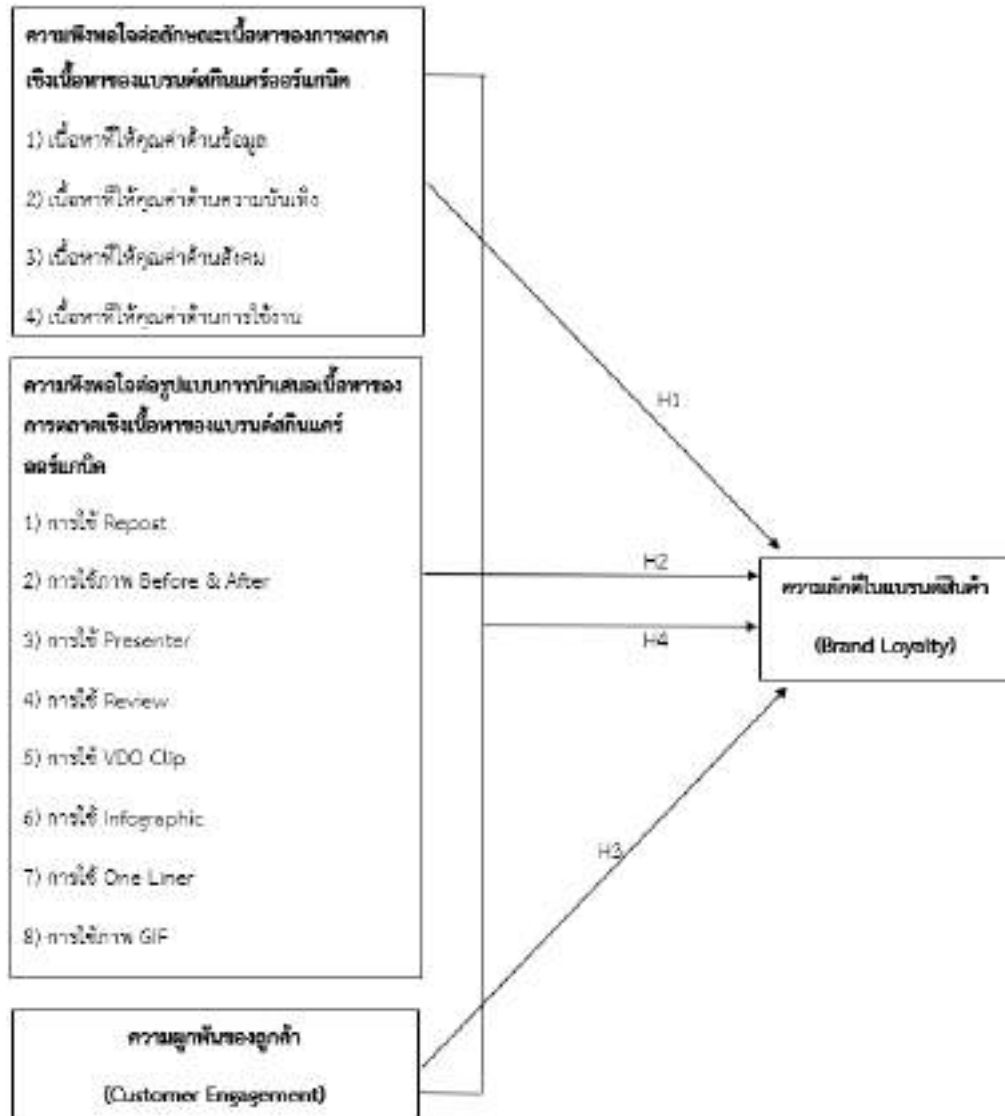 ความพึงพอใจต่อลักษณะเนื้อหาของการตลาด
เชิงเนื้อหาของแบรนด์สกินแคร์ออร์แกนิค
1) เนื้อหาที่ให้คุณค่าด้านข้อมูล
2) เนื้อหาที่ให้คุณค่าด้านความบันเทิง
3) เนื้อหาที่ให้คุณค่าด้านสังคม
4) เนื้อหาที่ให้คุณค่าด้านการใช้งาน
ความพึงพอใจต่อรูปแบบการนำเสนอเนื้อหาของ
การตลาดเชิงเนื้อหาของแบรนด์สกินแคร์
ออร์แกนิค
1) การใช้ Repost
2) การใช้ภาพ Before & After
3) การใช้ Presenter
4) การใช้ Review
5) การใช้ VDO Clip
6) การใช้ Infographic
7) การใช้ One Liner
8) การใช้ภาพ GIF
ความผูกพันของลูกค้า
(Customer Engagement)
H1
H2
H4
H3
ความภักดีในแบรนด์สินค้า
(Brand Loyalty)